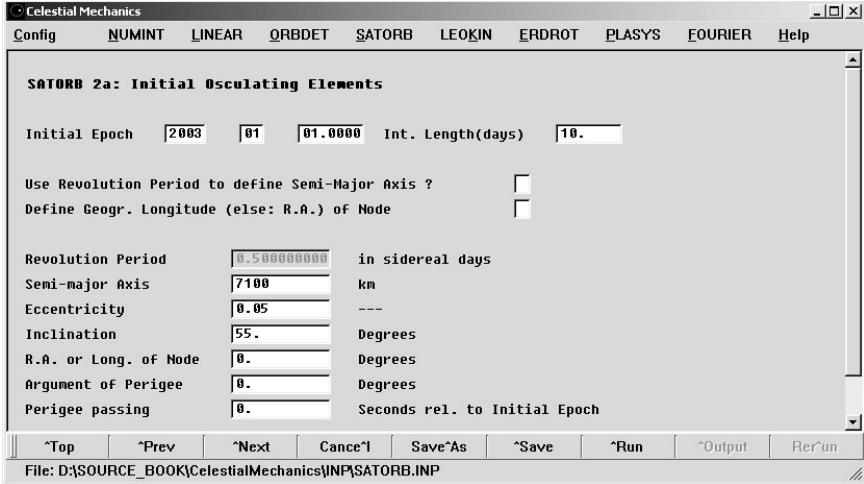 Celestial Mechanics
Config NUMINT LINEAR ORBDET SATORB LEOKIN ERDROT PLASYS FOURIER Help
SATORB 2a: Initial Osculating Elements
Initial Epoch 2003 01 01.0000 Int. Length(days) 10.
Use Revolution Period to define Semi-Major Axis ?
Define Geogr. Longitude (else: R.A.) of Node
Revolution Period 0.500000000 in sidereal days
Semi-major Axis 7100 km
Eccentricity 0.05 ---
Inclination 55. Degrees
R.A. or Long. of Node 0. Degrees
Argument of Perigee 0. Degrees
Perigee passing 0. Seconds rel. to Initial Epoch
^Top ^Prev ^Next Cance^l Save^As ^Save ^Run ^Output Rer^un
File: D:\SOURCE_BOOK\CelestialMechanics\INP\SATORB.INP